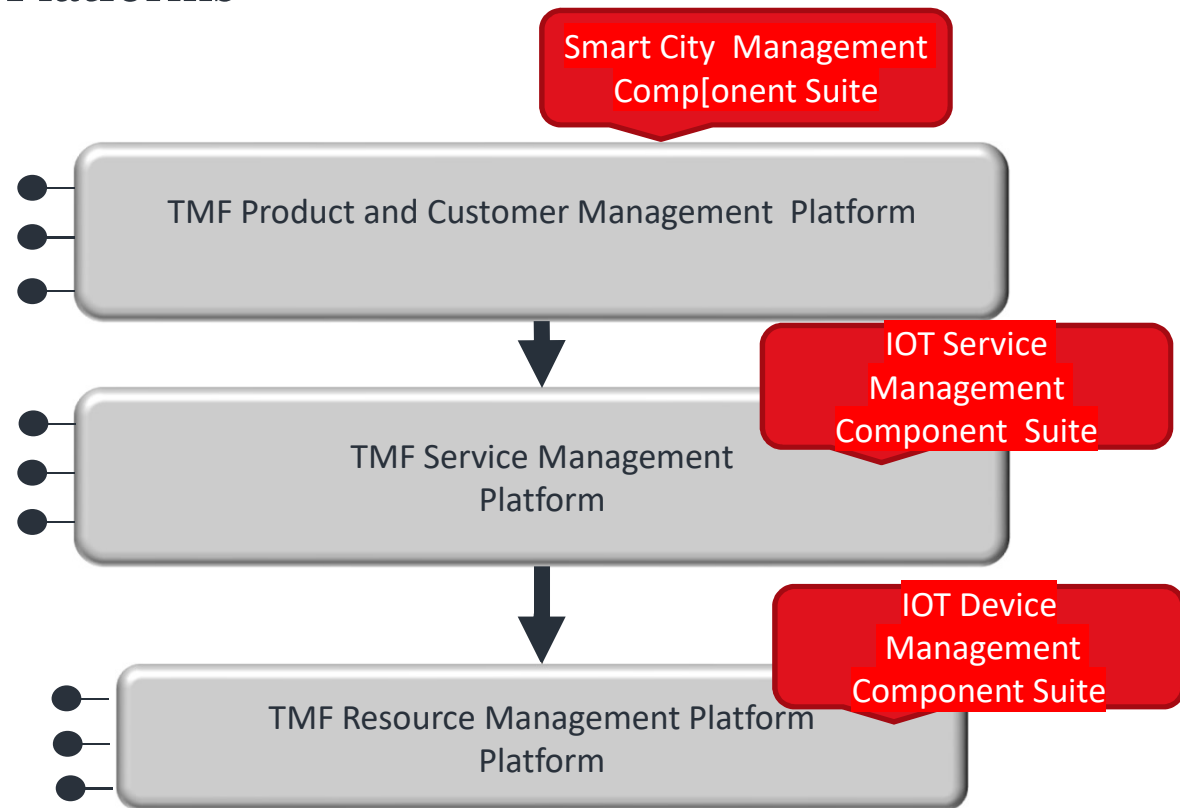 Smart City  Management
Comp[onent Suite
TMF Product and Customer Management  Platform
IOT Service
Management
Component  Suite
TMF Service Management
Platform
IOT Device
Management
Component Suite
TMF Resource Management Platform
Platform